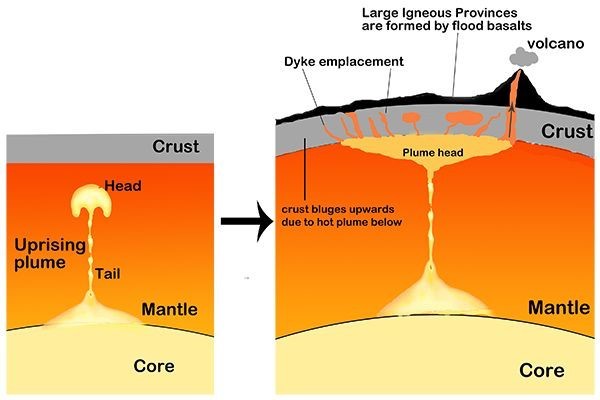 Crust
Head
Uprising
plume
Tail
Mantle
Core
Large Igneous Provinces
are formed by flood basalts
volcano
Dyke emplacement
Crust
Plume head
crust bluges upwards
due to hot plume below
Mantle
Core